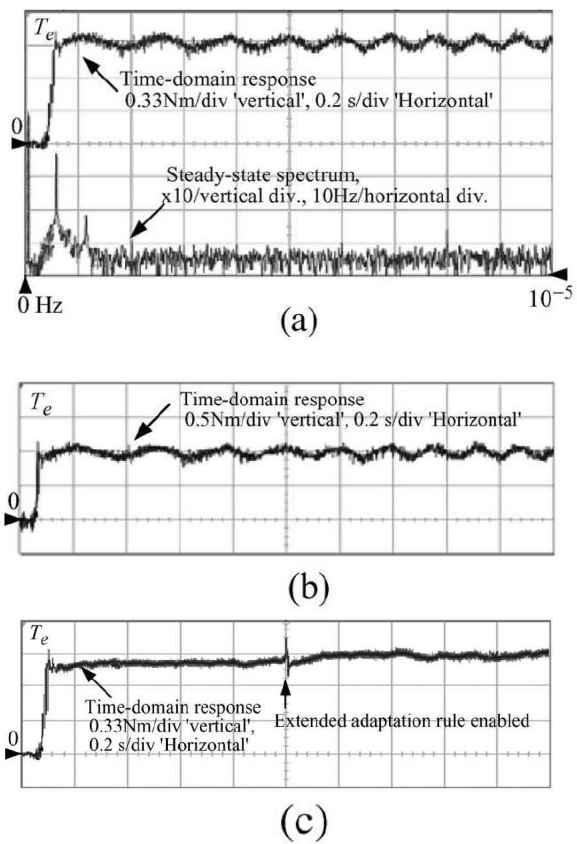 Te
Time-domain response
0.33Nm/div 'vertical', 0.2 s/div 'Horizontal'
0
Steady-state spectrum,
x10/vertical div., 10Hz/horizontal div.
0 Hz
10⁻⁵
(a)
Te
Time-domain response
0.5Nm/div 'vertical', 0.2 s/div 'Horizontal'
0
(b)
Te
0
Time-domain response
0.33Nm/div 'vertical',
0.2 s/div 'Horizontal'
Extended adaptation rule enabled
(c)